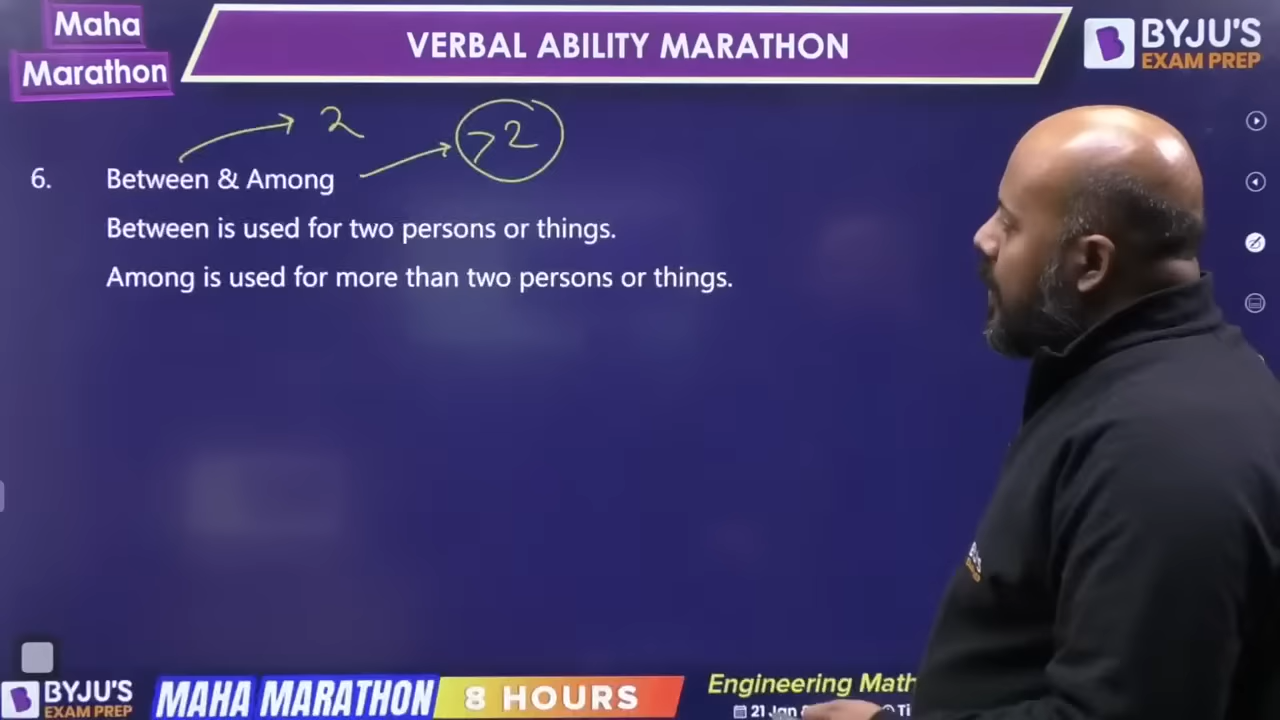 Maha
Marathon
VERBAL ABILITY MARATHON
BYJU'S
EXAM PREP
2
>2
6. Between & Among
Between is used for two persons or things.
Among is used for more than two persons or things.
BYJU'S
EXAM PREP
MAHA MARATHON 8 HOURS
Engineering Math
21 Jan